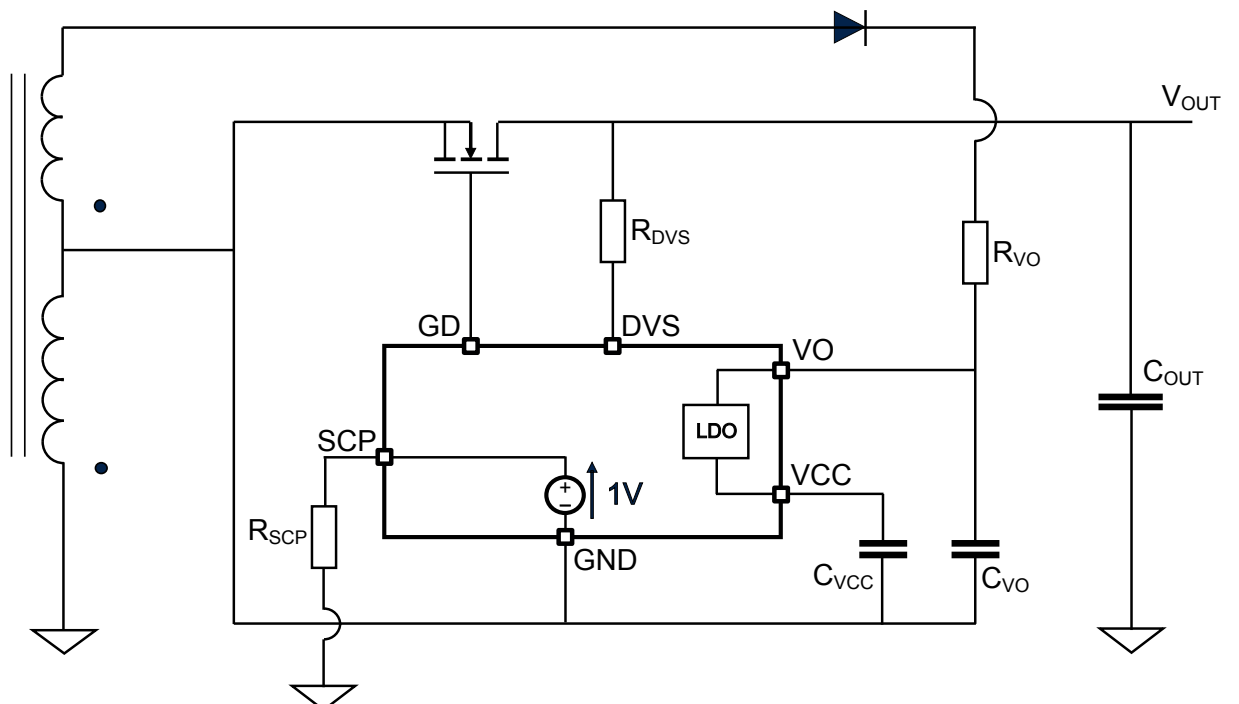 VOUT
RDVS
RVO
GD
DVS
VO
COUT
LDO
SCP
VCC
+
−
1V
RSCP
GND
CVCC
CVO